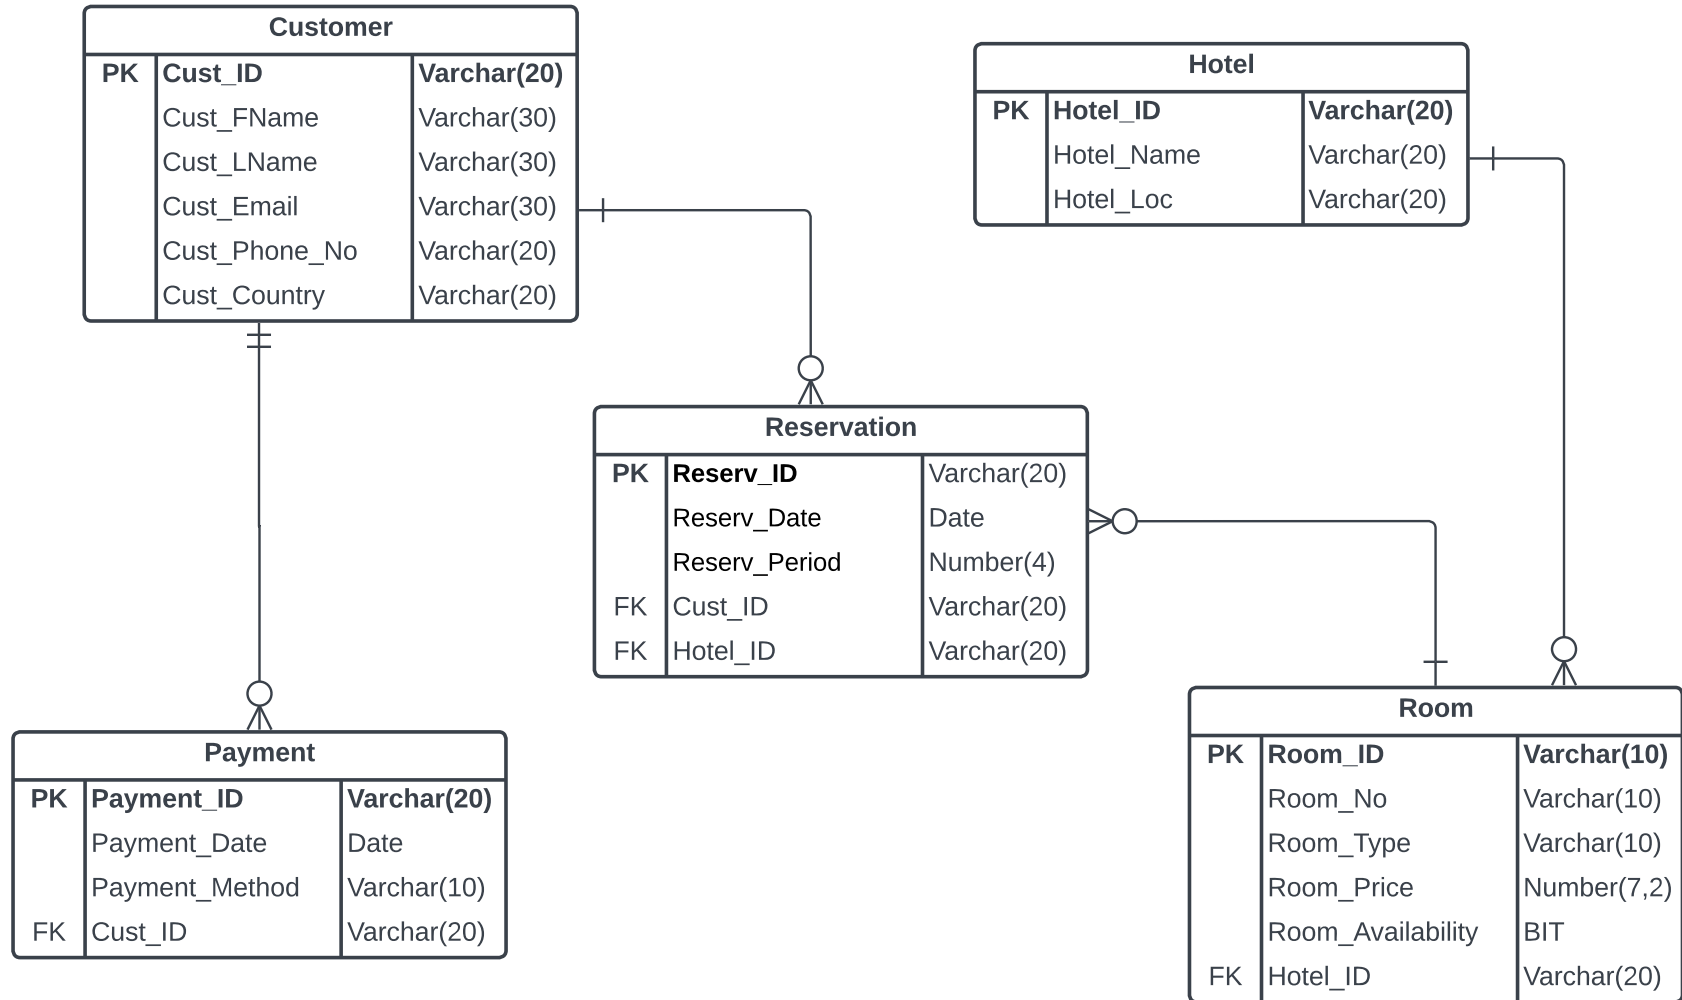 Customer
PK Cust_ID Varchar(20)
Cust_FName Varchar(30)
Cust_LName Varchar(30)
Cust_Email Varchar(30)
Cust_Phone_No Varchar(20)
Cust_Country Varchar(20)
Hotel
PK Hotel_ID Varchar(20)
Hotel_Name Varchar(20)
Hotel_Loc Varchar(20)
Reservation
PK Reserv_ID Varchar(20)
Reserv_Date Date
Reserv_Period Number(4)
FK Cust_ID Varchar(20)
FK Hotel_ID Varchar(20)
Payment
PK Payment_ID Varchar(20)
Payment_Date Date
Payment_Method Varchar(10)
FK Cust_ID Varchar(20)
Room
PK Room_ID Varchar(10)
Room_No Varchar(10)
Room_Type Varchar(10)
Room_Price Number(7,2)
Room_Availability BIT
FK Hotel_ID Varchar(20)